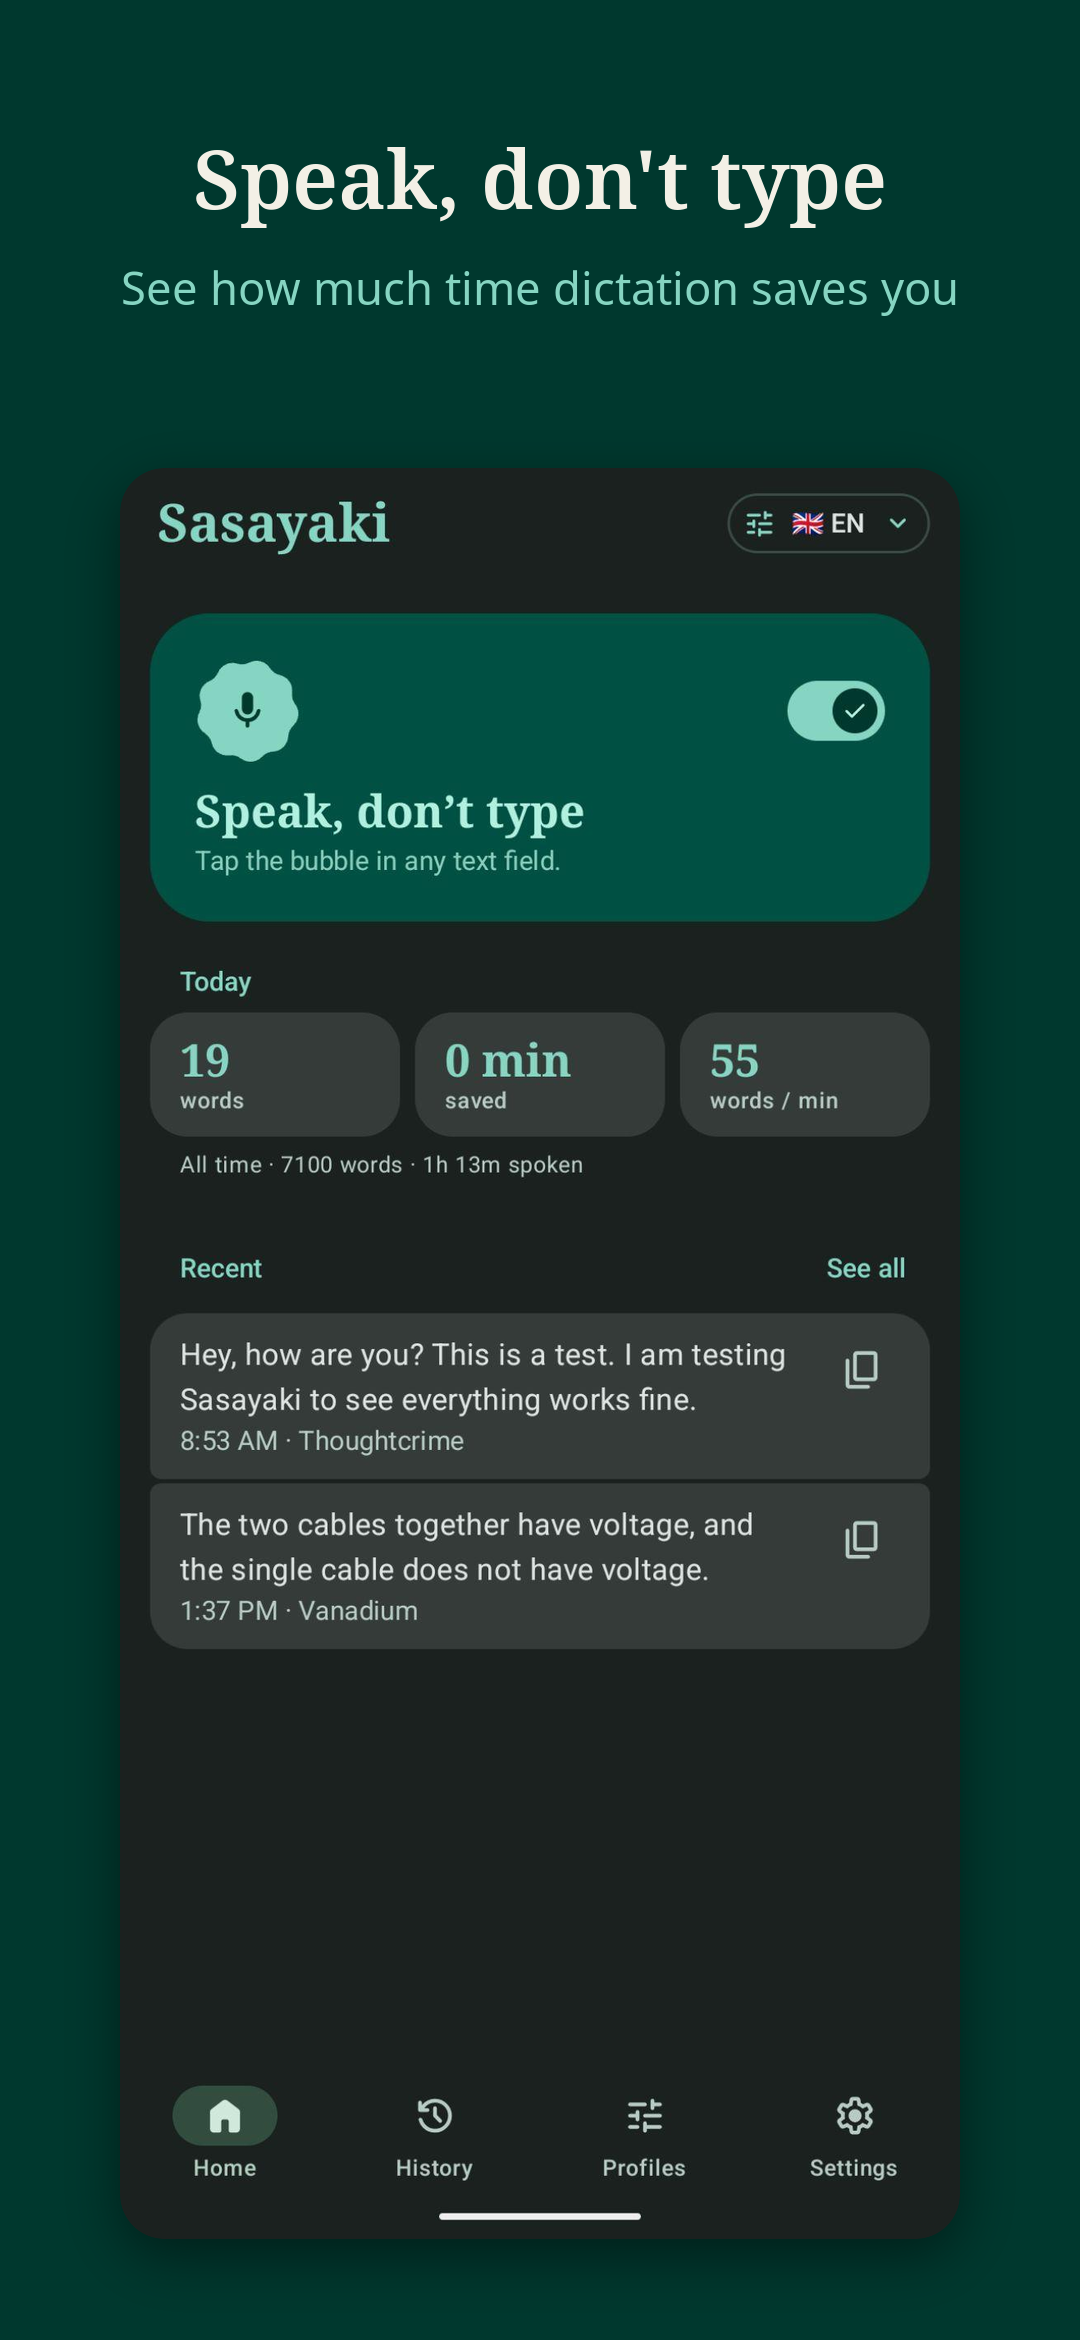 Speak, don't type
See how much time dictation saves you
Sasayaki
EN
Speak, don’t type
Tap the bubble in any text field.
Today
19
words
0 min
saved
55
words / min
All time · 7100 words · 1h 13m spoken
Recent
See all
Hey, how are you? This is a test. I am testing
Sasayaki to see everything works fine.
8:53 AM · Thoughtcrime
The two cables together have voltage, and
the single cable does not have voltage.
1:37 PM · Vanadium
Home
History
Profiles
Settings